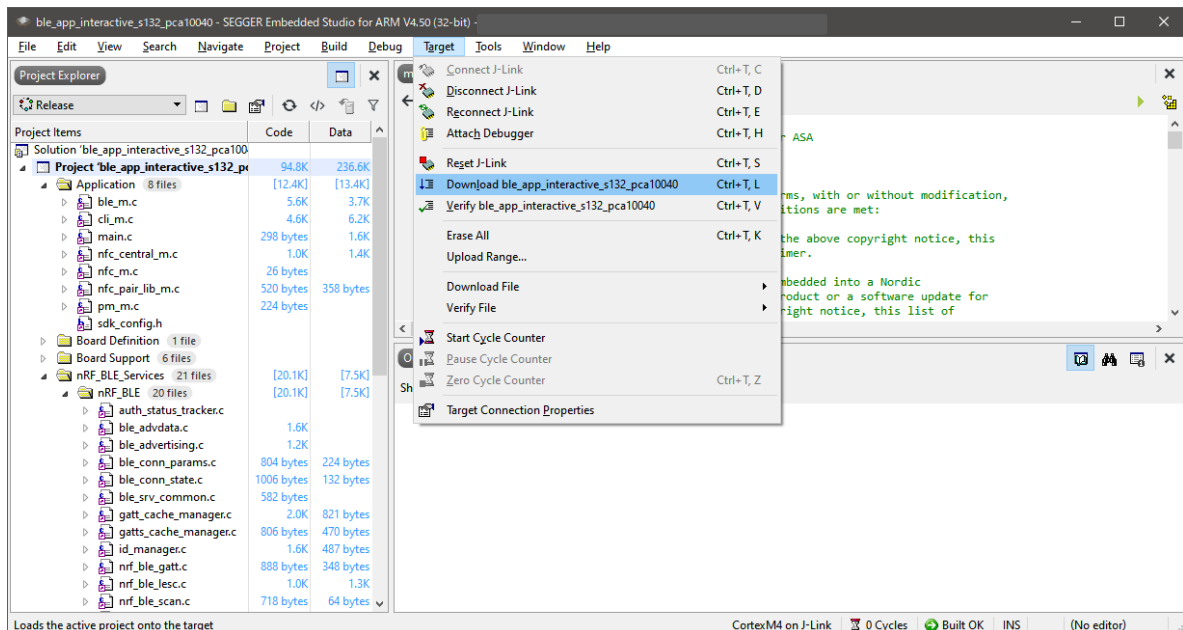 ble_app_interactive_s132_pca10040 - SEGGER Embedded Studio for ARM V4.50 (32-bit) -
File Edit View Search Navigate Project Build Debug Target Tools Window Help
Project Explorer
Release
Project Items Code Data
Solution 'ble_app_interactive_s132_pca100
Project 'ble_app_interactive_s132_p 94.8K 236.6K
Application 8 files [12.4K] [13.4K]
ble_m.c 5.6K 3.7K
cli_m.c 4.6K 6.2K
main.c 298 bytes 1.6K
nfc_central_m.c 1.0K 1.4K
nfc_m.c 26 bytes
nfc_pair_lib_m.c 520 bytes 358 bytes
pm_m.c 224 bytes
sdk_config.h
Board Definition 1 file
Board Support 6 files
nRF_BLE_Services 21 files [20.1K] [7.5K]
nRF_BLE 20 files [20.1K] [7.5K]
auth_status_tracker.c
ble_advdata.c 1.6K
ble_advertising.c 1.2K
ble_conn_params.c 804 bytes 224 bytes
ble_conn_state.c 1006 bytes 132 bytes
ble_srv_common.c 582 bytes
gatt_cache_manager.c 2.0K 821 bytes
gatts_cache_manager.c 806 bytes 470 bytes
id_manager.c 1.6K 487 bytes
nrf_ble_gatt.c 888 bytes 348 bytes
nrf_ble_lesc.c 1.0K 1.3K
nrf_ble_scan.c 718 bytes 64 bytes
Connect J-Link Ctrl+T, C
Disconnect J-Link Ctrl+T, D
Reconnect J-Link Ctrl+T, E
Attach Debugger Ctrl+T, H
Reset J-Link Ctrl+T, S
Download ble_app_interactive_s132_pca10040 Ctrl+T, L
Verify ble_app_interactive_s132_pca10040 Ctrl+T, V
Erase All Ctrl+T, K
Upload Range...
Download File
Verify File
Start Cycle Counter
Pause Cycle Counter
Zero Cycle Counter Ctrl+T, Z
Target Connection Properties
m
r ASA
rms, with or without modification,
itions are met:
the above copyright notice, this
imer.
mbedded into a Nordic
roduct or a software update for
right notice, this list of
O
Sh
Loads the active project onto the target
CortexM4 on J-Link 0 Cycles Built OK INS (No editor)